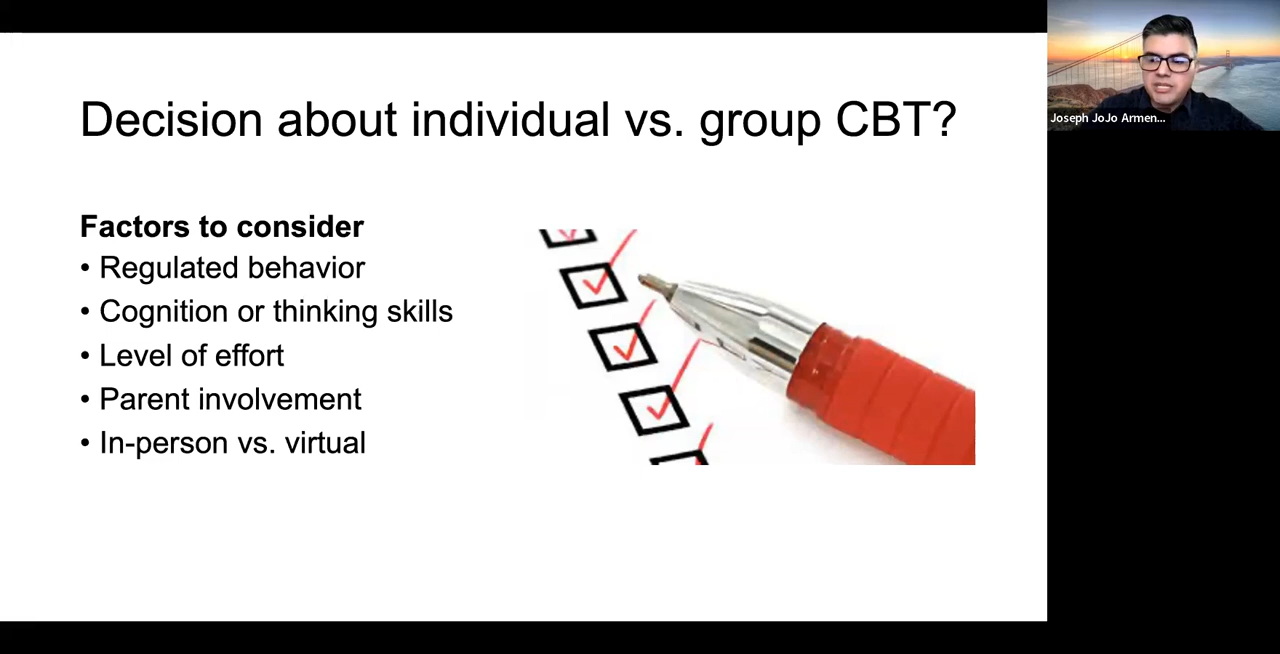 Decision about individual vs. group CBT?
Factors to consider
• Regulated behavior
• Cognition or thinking skills
• Level of effort
• Parent involvement
• In-person vs. virtual
Joseph JoJo Armen...